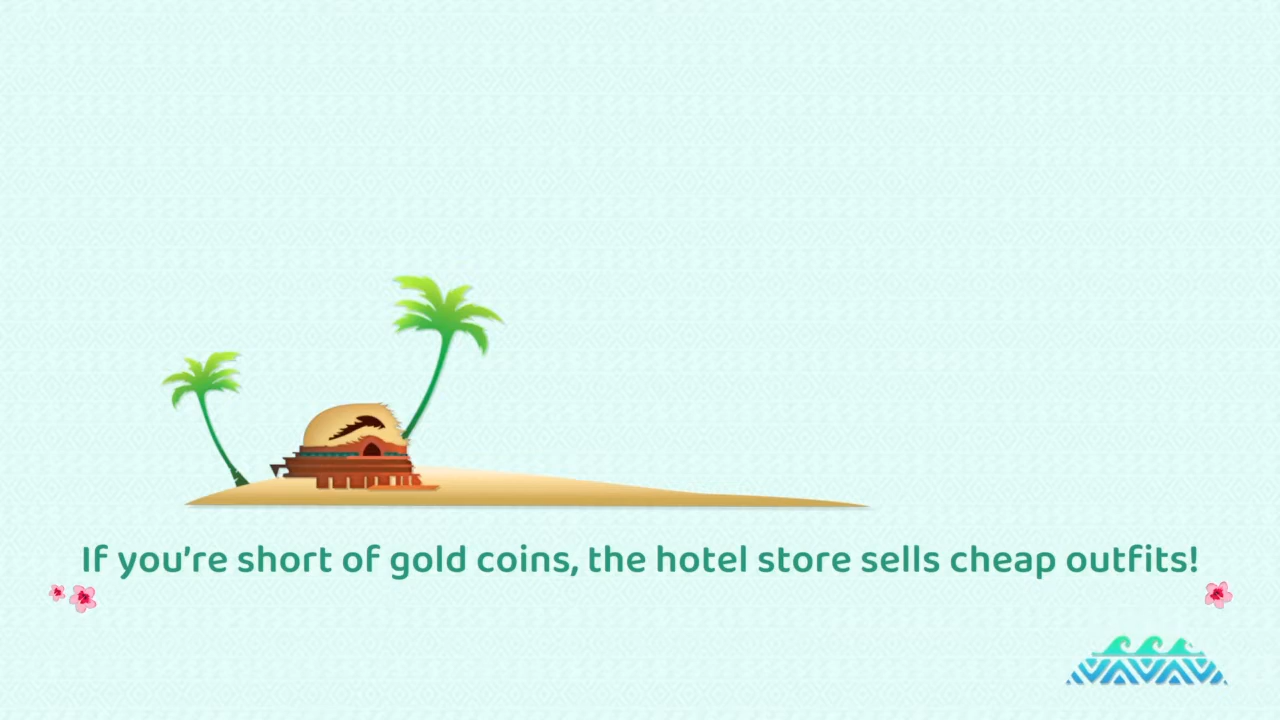 If you’re short of gold coins, the hotel store sells cheap outfits!